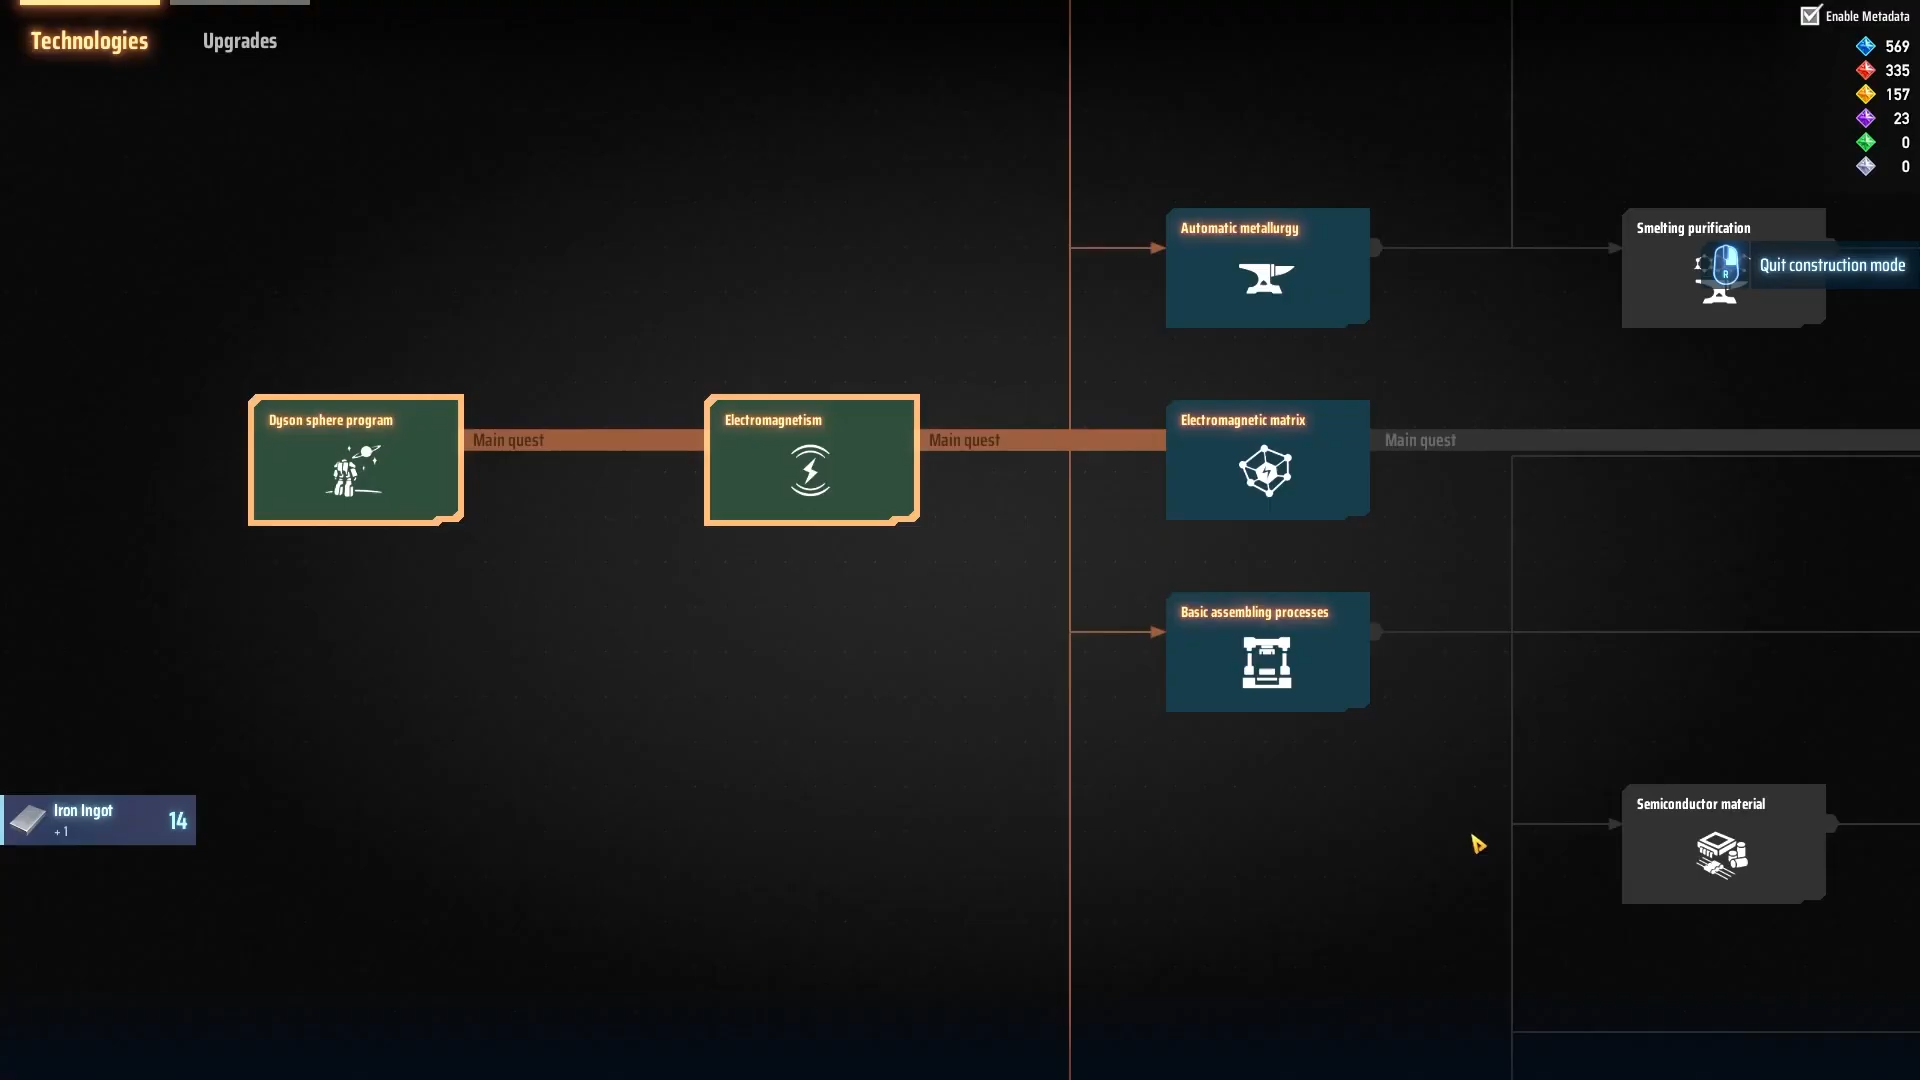 Technologies
Upgrades
Enable Metadata
569
335
157
23
0
0
Automatic metallurgy
Smelting purification
R
Quit construction mode
Dyson sphere program
Main quest
Electromagnetism
Main quest
Electromagnetic matrix
Main quest
Basic assembling processes
Semiconductor material
Iron Ingot
+ 1
14